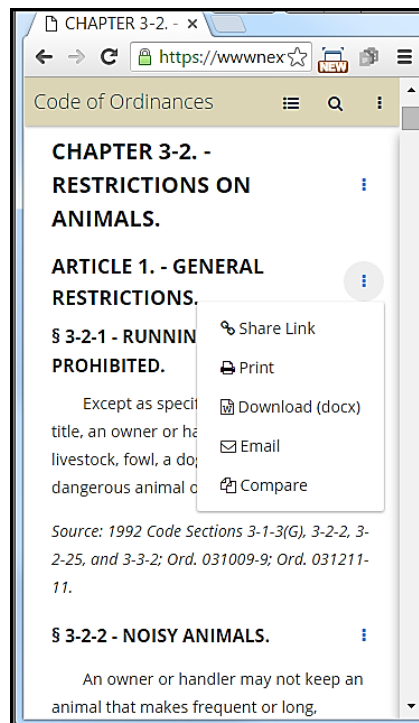 CHAPTER 3-2. -
https://wwwnex
NEW
Code of Ordinances
CHAPTER 3-2. -
RESTRICTIONS ON
ANIMALS.
ARTICLE 1. - GENERAL
RESTRICTIONS.
§ 3-2-1 - RUNNIN
PROHIBITED.
Share Link
Print
Download (docx)
Email
Compare
Except as specif
title, an owner or ha
livestock, fowl, a do
dangerous animal o
Source: 1992 Code Sections 3-1-3(G), 3-2-2, 3-
2-25, and 3-3-2; Ord. 031009-9; Ord. 031211-
11.
§ 3-2-2 - NOISY ANIMALS.
An owner or handler may not keep an
animal that makes frequent or long,